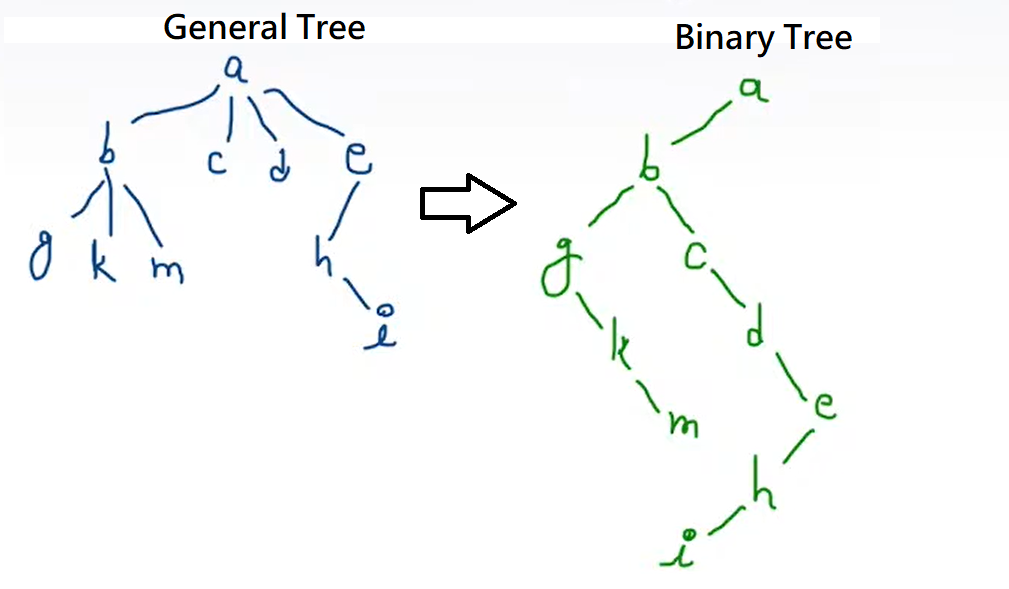 General Tree
Binary Tree
a
b c d e
g k m
h
i
a
b
g c
k d
m e
h
i